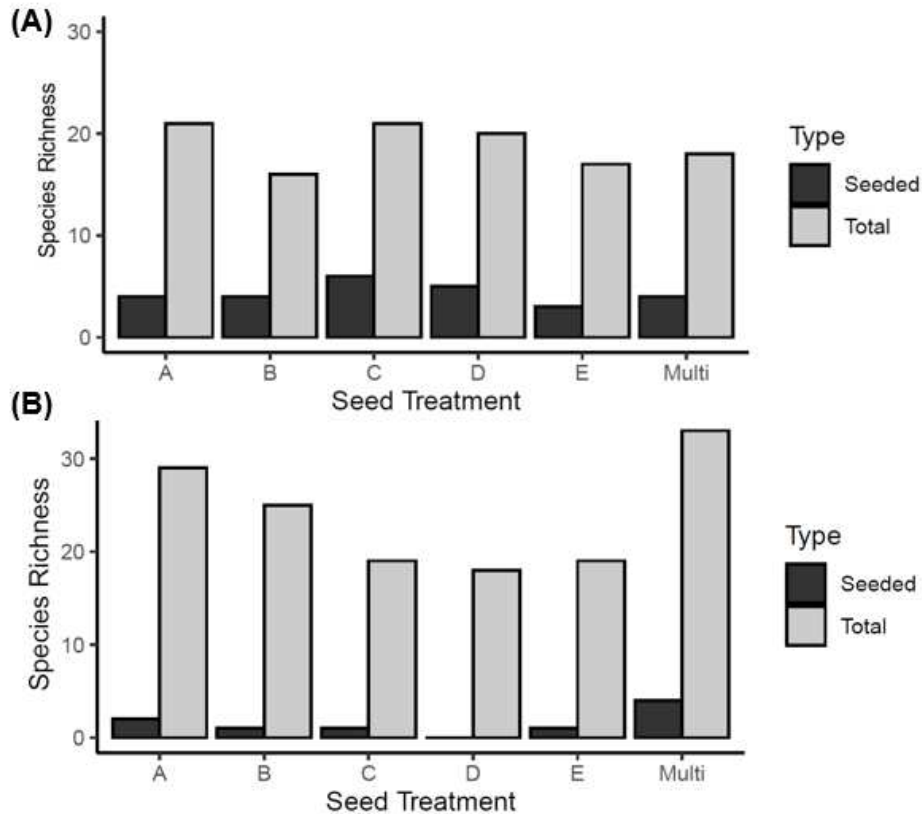 (A)
30
20
10
0
Species Richness
A B C D E Multi
Seed Treatment
Type
Seeded
Total
(B)
30
20
10
0
Species Richness
A B C D E Multi
Seed Treatment
Type
Seeded
Total